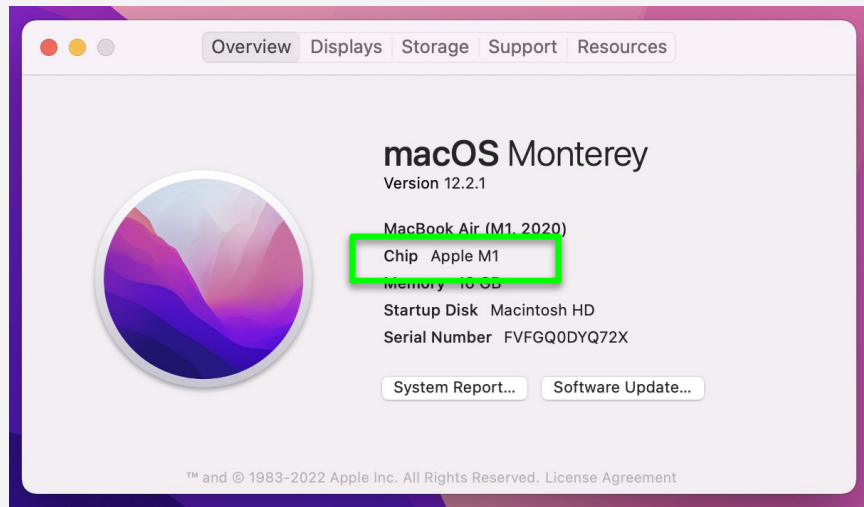 Overview Displays Storage Support Resources
macOS Monterey
Version 12.2.1
MacBook Air (M1, 2020)
Chip Apple M1
Memory 16 GB
Startup Disk Macintosh HD
Serial Number FVFGQ0DYQ72X
System Report... Software Update...
™ and © 1983-2022 Apple Inc. All Rights Reserved. License Agreement